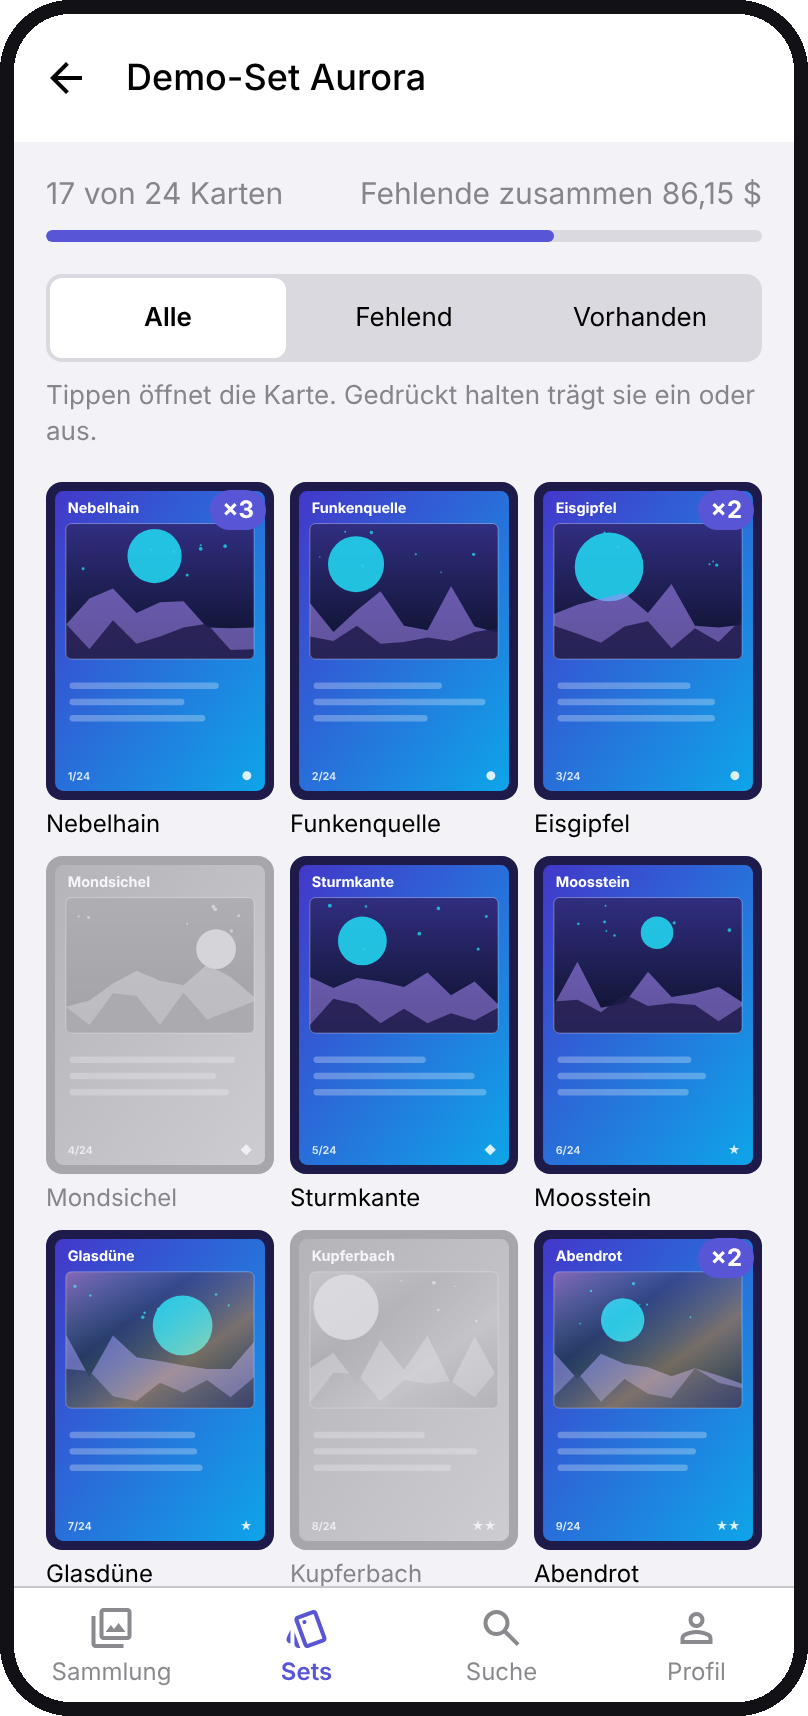 Demo-Set Aurora
17 von 24 Karten Fehlende zusammen 86,15 $
Alle Fehlend Vorhanden
Tippen öffnet die Karte. Gedrückt halten trägt sie ein oder
aus.
Nebelhain ×3
1/24
Nebelhain
Funkenquelle
2/24
Funkenquelle
Eisgipfel ×2
3/24
Eisgipfel
Mondsichel
4/24
Mondsichel
Sturmkante
5/24
Sturmkante
Moosstein
6/24
Moosstein
Glasdüne
7/24
Glasdüne
Kupferbach
8/24
Kupferbach
Abendrot ×2
9/24
Abendrot
Sammlung Sets Suche Profil